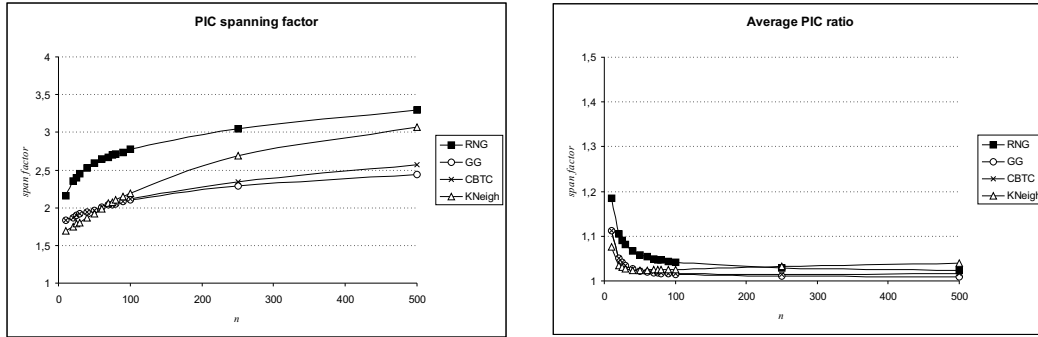 PIC spanning factor
4
3,5
3
2,5
2
1,5
1
0
100
200
300
400
500
span factor
n
RNG
GG
CBTC
KNeigh
Average PIC ratio
1,5
1,4
1,3
1,2
1,1
1
0
100
200
300
400
500
span factor
n
RNG
GG
CBTC
KNeigh